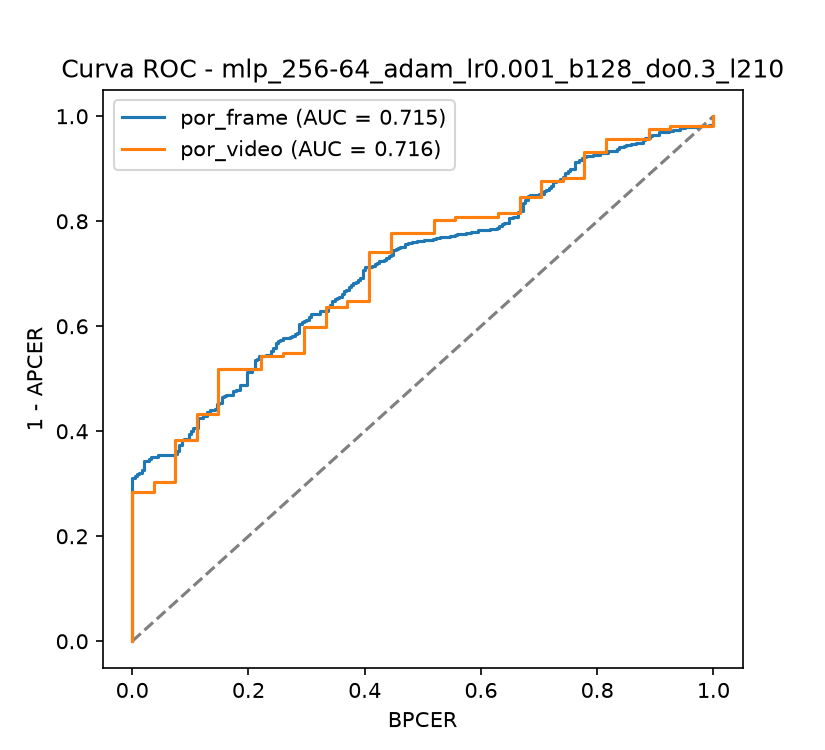 Curva ROC - mlp_256-64_adam_lr0.001_b128_do0.3_l210
por_frame (AUC = 0.715)
por_video (AUC = 0.716)
1.0
0.8
0.6
0.4
0.2
0.0
1 - APCER
0.0 0.2 0.4 0.6 0.8 1.0
BPCER